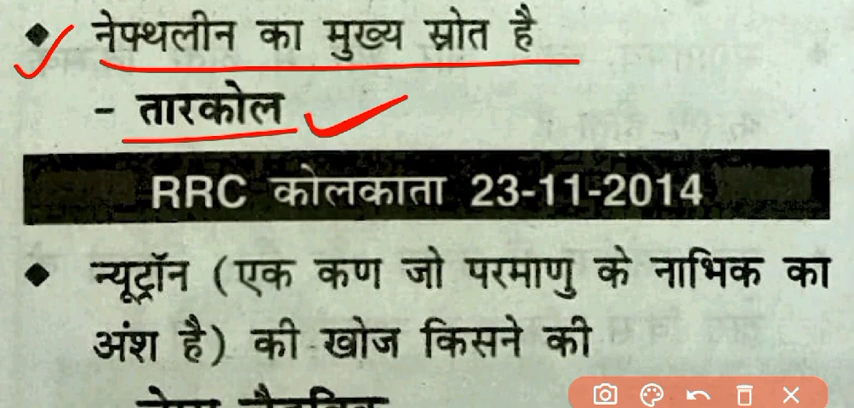 ◆ नेफ्थलीन का मुख्य स्रोत है
- तारकोल
RRC कोलकाता 23-11-2014
◆ न्यूट्रॉन (एक कण जो परमाणु के नाभिक का
अंश है) की खोज किसने की